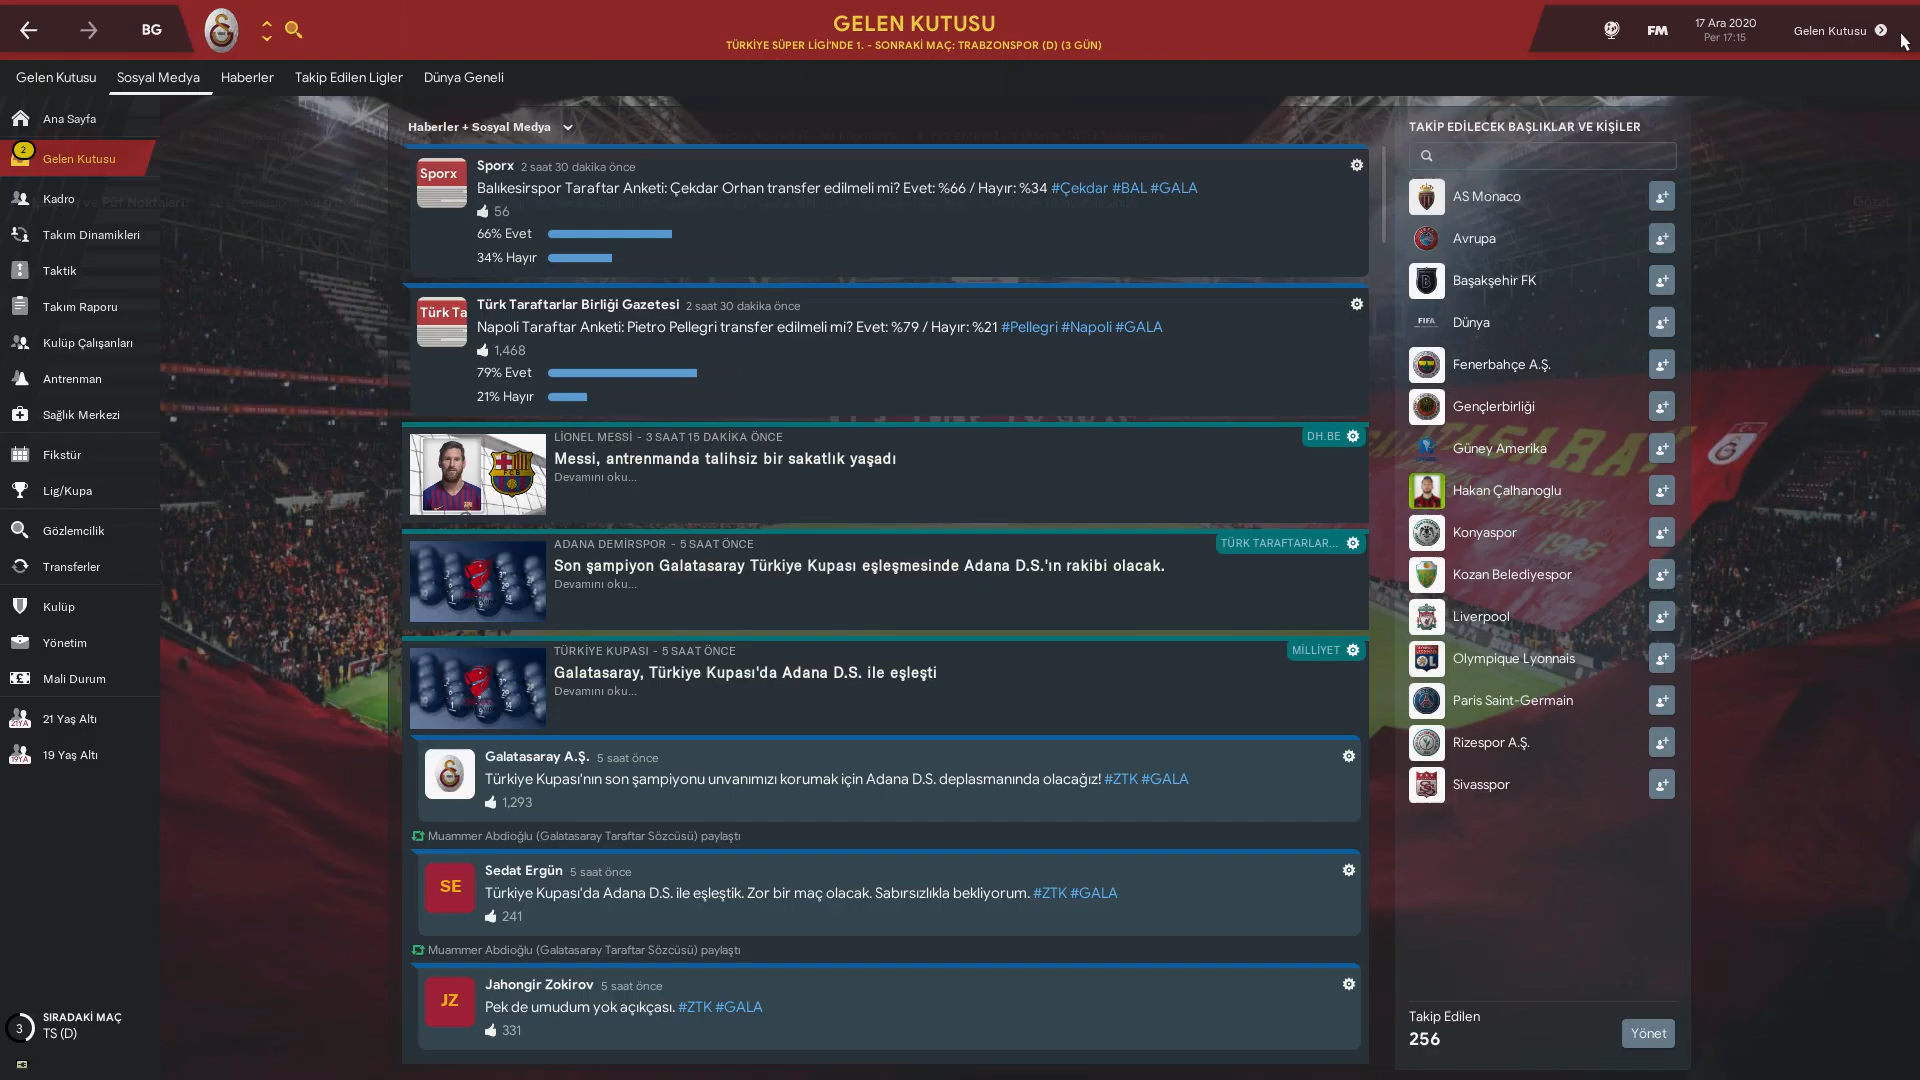 BG
GELEN KUTUSU
TÜRKİYE SÜPER LİGİ'NDE 1. - SONRAKİ MAÇ: TRABZONSPOR (D) (3 GÜN)
FM
17 Ara 2020
Per 17:15
Gelen Kutusu
Gelen Kutusu
Sosyal Medya
Haberler
Takip Edilen Ligler
Dünya Geneli
Ana Sayfa
2
Gelen Kutusu
Kadro
Takım Dinamikleri
Taktik
Takım Raporu
Kulüp Çalışanları
Antrenman
Sağlık Merkezi
Fikstür
Lig/Kupa
Gözlemcilik
Transferler
Kulüp
Yönetim
Mali Durum
21YA
21 Yaş Altı
19YA
19 Yaş Altı
3
SIRADAKİ MAÇ
TS (D)
Haberler + Sosyal Medya
Sporx
Sporx 2 saat 30 dakika önce
Balıkesirspor Taraftar Anketi: Çekdar Orhan transfer edilmeli mi? Evet: %66 / Hayır: %34 #Çekdar #BAL #GALA
56
66% Evet
34% Hayır
Türk Ta
Türk Taraftarlar Birliği Gazetesi 2 saat 30 dakika önce
Napoli Taraftar Anketi: Pietro Pellegri transfer edilmeli mi? Evet: %79 / Hayır: %21 #Pellegri #Napoli #GALA
1,468
79% Evet
21% Hayır
LİONEL MESSİ - 3 SAAT 15 DAKİKA ÖNCE
DH.BE
Messi, antrenmanda talihsiz bir sakatlık yaşadı
Devamını oku...
ADANA DEMİRSPOR - 5 SAAT ÖNCE
TÜRK TARAFTARLAR...
Son şampiyon Galatasaray Türkiye Kupası eşleşmesinde Adana D.S.'ın rakibi olacak.
Devamını oku...
TÜRKİYE KUPASI - 5 SAAT ÖNCE
MİLLİYET
Galatasaray, Türkiye Kupası'da Adana D.S. ile eşleşti
Devamını oku...
Galatasaray A.Ş. 5 saat önce
Türkiye Kupası'nın son şampiyonu unvanımızı korumak için Adana D.S. deplasmanında olacağız! #ZTK #GALA
1,293
Muammer Abdioğlu (Galatasaray Taraftar Sözcüsü) paylaştı
SE
Sedat Ergün 5 saat önce
Türkiye Kupası'da Adana D.S. ile eşleştik. Zor bir maç olacak. Sabırsızlıkla bekliyorum. #ZTK #GALA
241
Muammer Abdioğlu (Galatasaray Taraftar Sözcüsü) paylaştı
JZ
Jahongir Zokirov 5 saat önce
Pek de umudum yok açıkçası. #ZTK #GALA
331
TAKİP EDİLECEK BAŞLIKLAR VE KİŞİLER
AS Monaco
Avrupa
Başakşehir FK
FIFA
Dünya
Fenerbahçe A.Ş.
Gençlerbirliği
Güney Amerika
Hakan Çalhanoglu
Konyaspor
Kozan Belediyespor
Liverpool
Olympique Lyonnais
Paris Saint-Germain
Rizespor A.Ş.
Sivasspor
Takip Edilen
256
Yönet